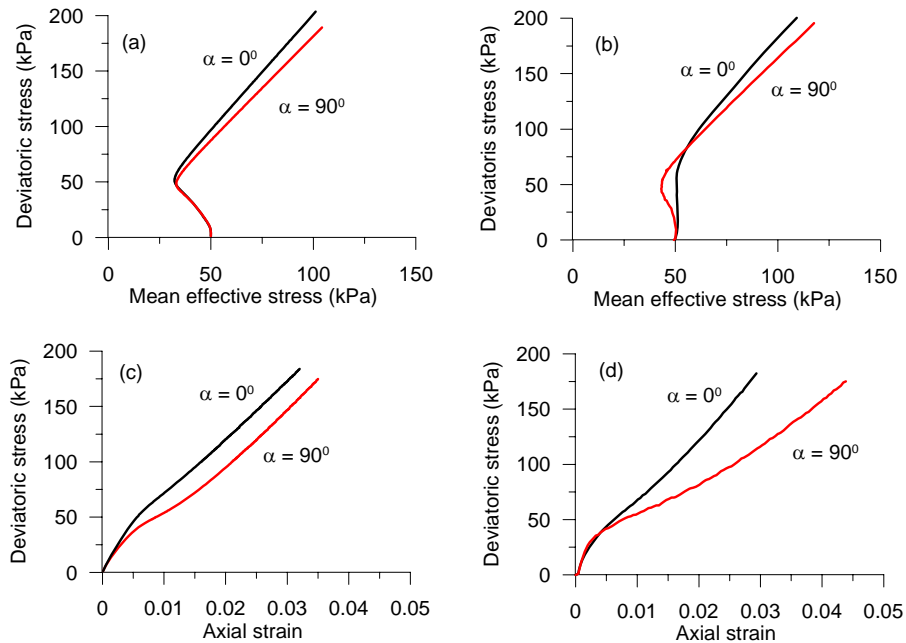 (a)
Deviatoric stress (kPa)
200
150
100
50
0
α = 0⁰
α = 90⁰
0 50 100 150
Mean effective stress (kPa)
(b)
Deviatoris stress (kPa)
200
150
100
50
0
α = 0⁰
α = 90⁰
0 50 100 150
Mean effective stress (kPa)
(c)
Deviatoric stress (kPa)
200
150
100
50
0
α = 0⁰
α = 90⁰
0 0.01 0.02 0.03 0.04 0.05
Axial strain
(d)
Deviatoric stress (kPa)
200
150
100
50
0
α = 0⁰
α = 90⁰
0 0.01 0.02 0.03 0.04 0.05
Axial strain